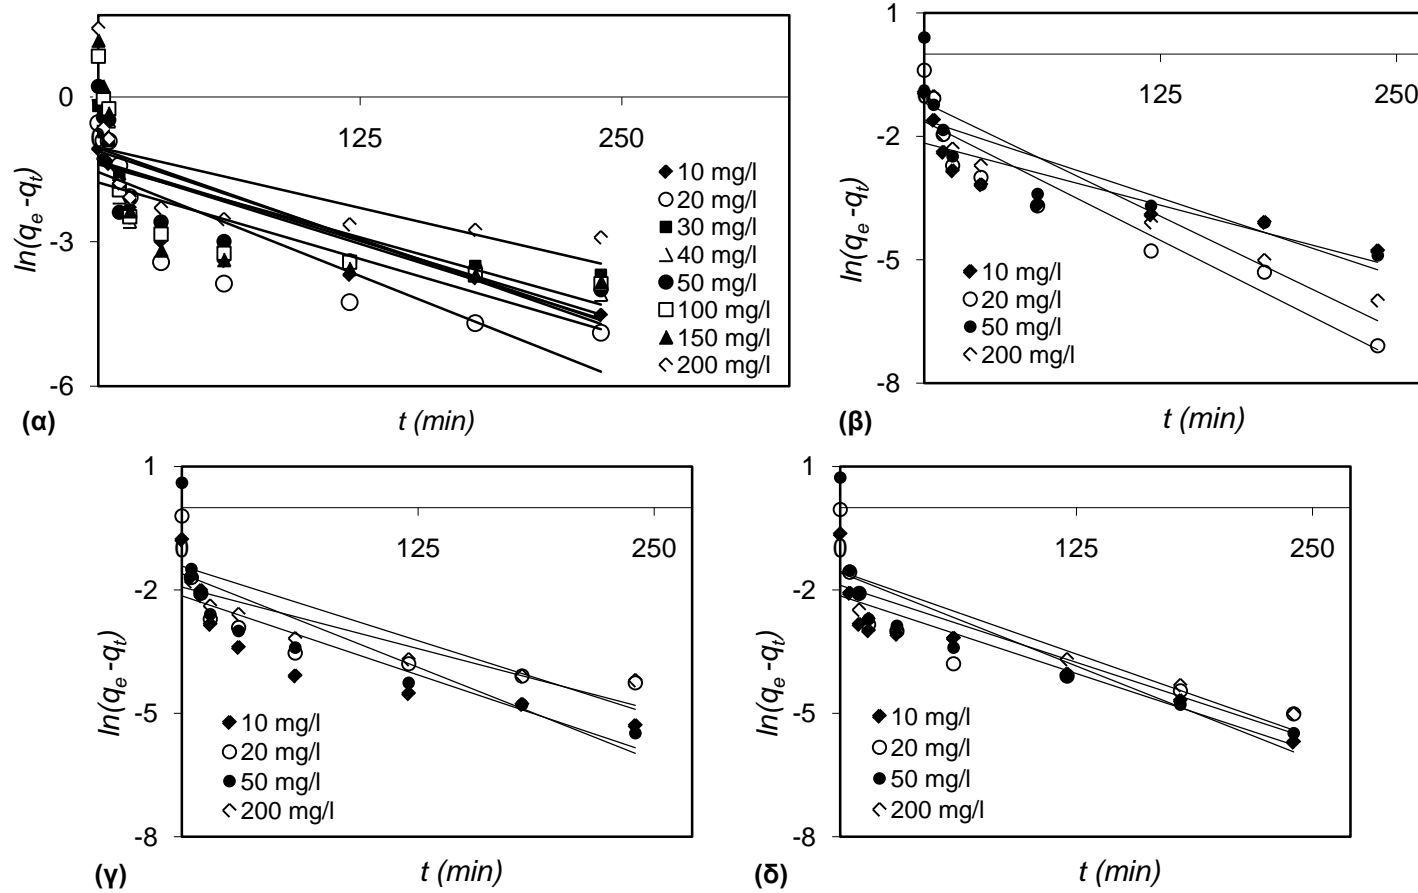 0
125
250
-3
-6
ln(qₑ-qₜ)
10 mg/l
20 mg/l
30 mg/l
40 mg/l
50 mg/l
100 mg/l
150 mg/l
200 mg/l
(α)
t (min)
1
125
250
-2
-5
-8
ln(qₑ-qₜ)
10 mg/l
20 mg/l
50 mg/l
200 mg/l
(β)
t (min)
1
125
250
-2
-5
-8
ln(qₑ-qₜ)
10 mg/l
20 mg/l
50 mg/l
200 mg/l
(γ)
t (min)
1
125
250
-2
-5
-8
ln(qₑ-qₜ)
10 mg/l
20 mg/l
50 mg/l
200 mg/l
(δ)
t (min)